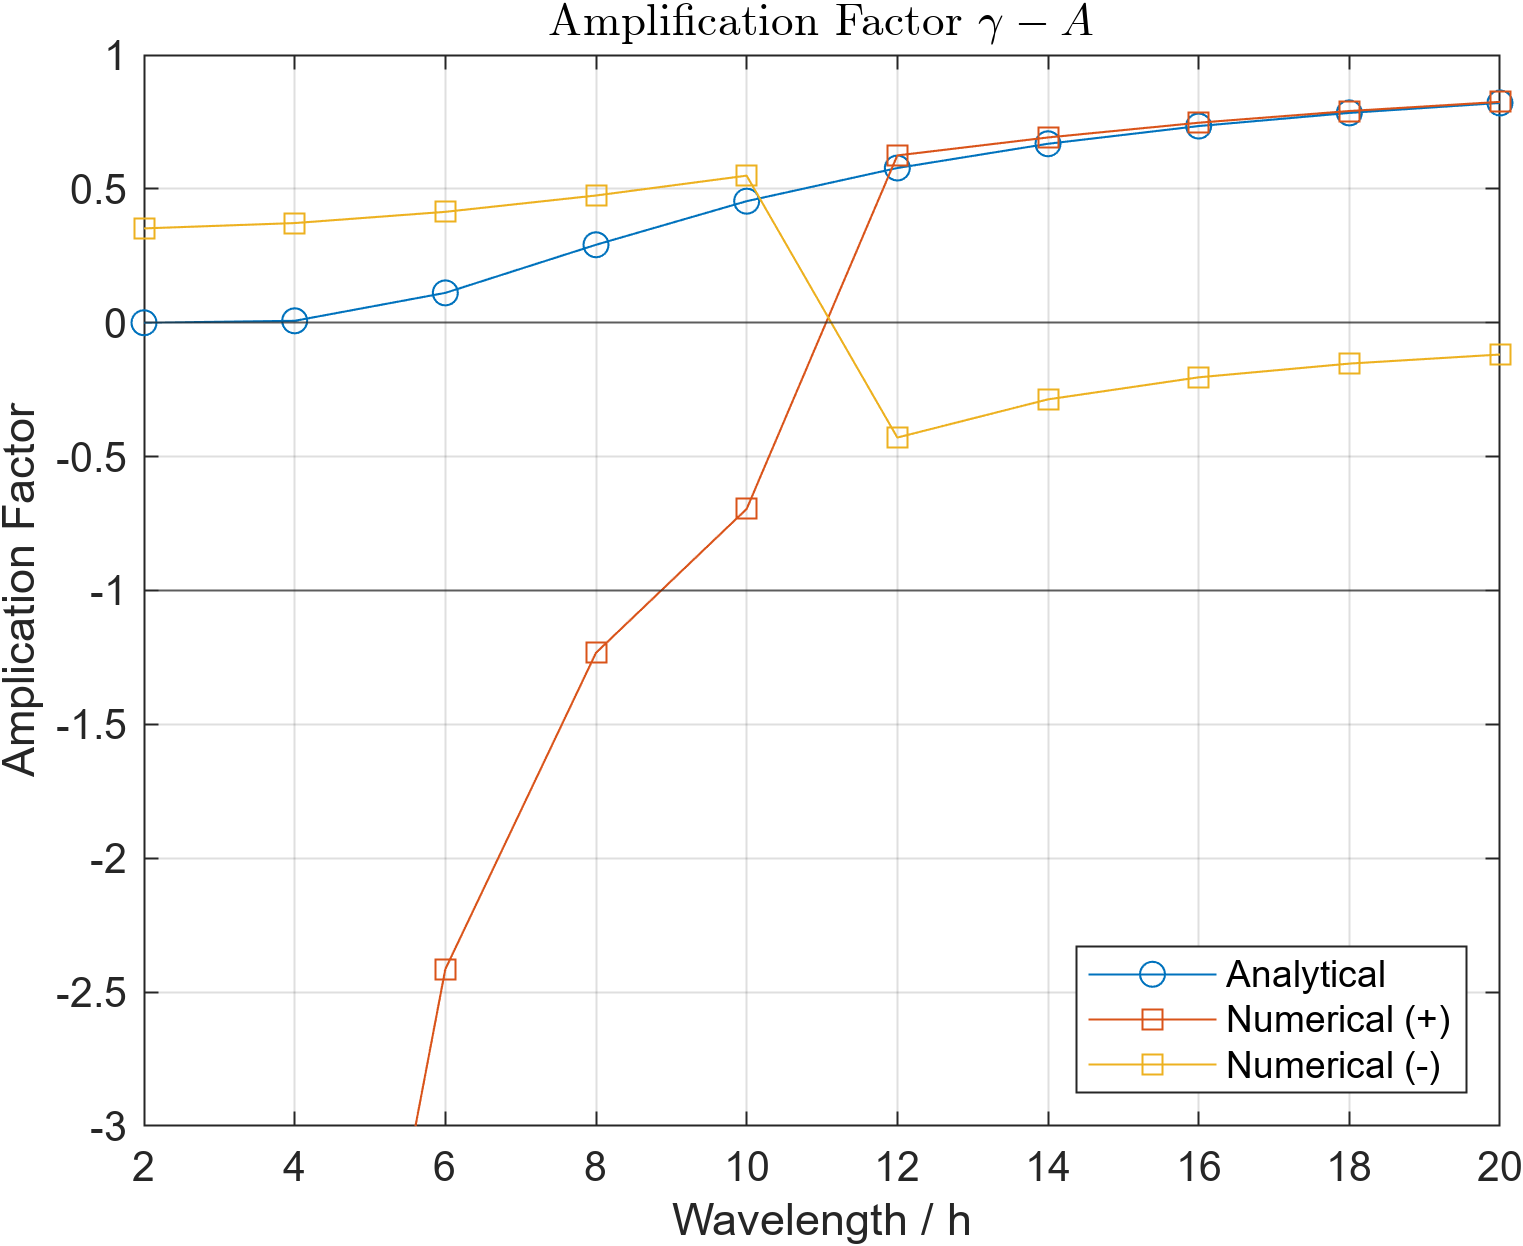 Amplification Factor γ − A
1
0.5
0
-0.5
-1
-1.5
-2
-2.5
-3
Amplication Factor
2 4 6 8 10 12 14 16 18 20
Wavelength / h
Analytical
Numerical (+)
Numerical (-)